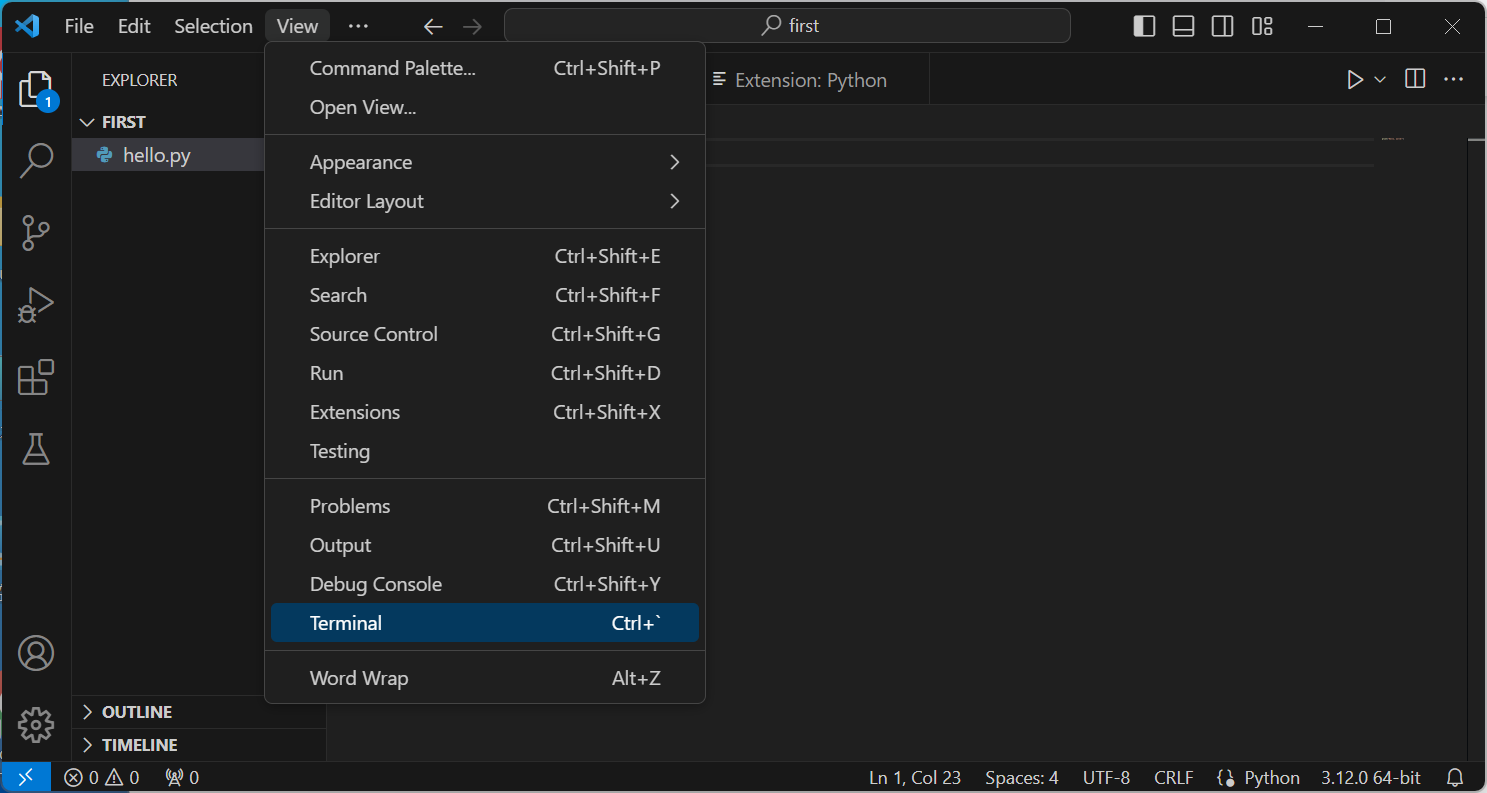 File Edit Selection View ··· first
EXPLORER
1
FIRST
hello.py
Command Palette... Ctrl+Shift+P
Open View...
Appearance
Editor Layout
Explorer Ctrl+Shift+E
Search Ctrl+Shift+F
Source Control Ctrl+Shift+G
Run Ctrl+Shift+D
Extensions Ctrl+Shift+X
Testing
Problems Ctrl+Shift+M
Output Ctrl+Shift+U
Debug Console Ctrl+Shift+Y
Terminal Ctrl+`
Word Wrap Alt+Z
Extension: Python
OUTLINE
TIMELINE
0 0 0 Ln 1, Col 23 Spaces: 4 UTF-8 CRLF {} Python 3.12.0 64-bit